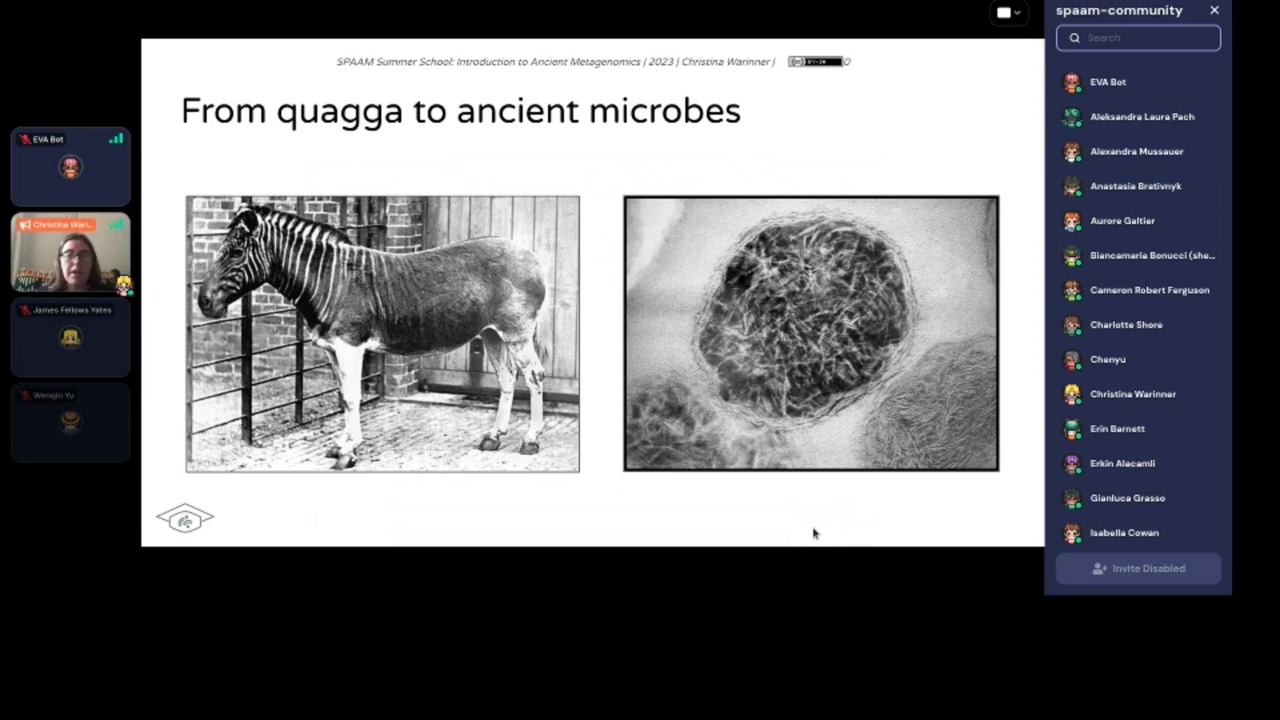 spaam-community
Search
SPAAM Summer School: Introduction to Ancient Metagenomics | 2023 | Christina Warinner |
From quagga to ancient microbes
EVA Bot
Christina Wari...
James Fellows Yates
Wenqin Yu
EVA Bot
Aleksandra Laura Pach
Alexandra Mussauer
Anastasia Brativnyk
Aurore Galtier
Biancamaria Bonucci (she...
Cameron Robert Ferguson
Charlotte Shore
Chenyu
Christina Warinner
Erin Barnett
Erkin Alacamli
Gianluca Grasso
Isabella Cowan
Invite Disabled